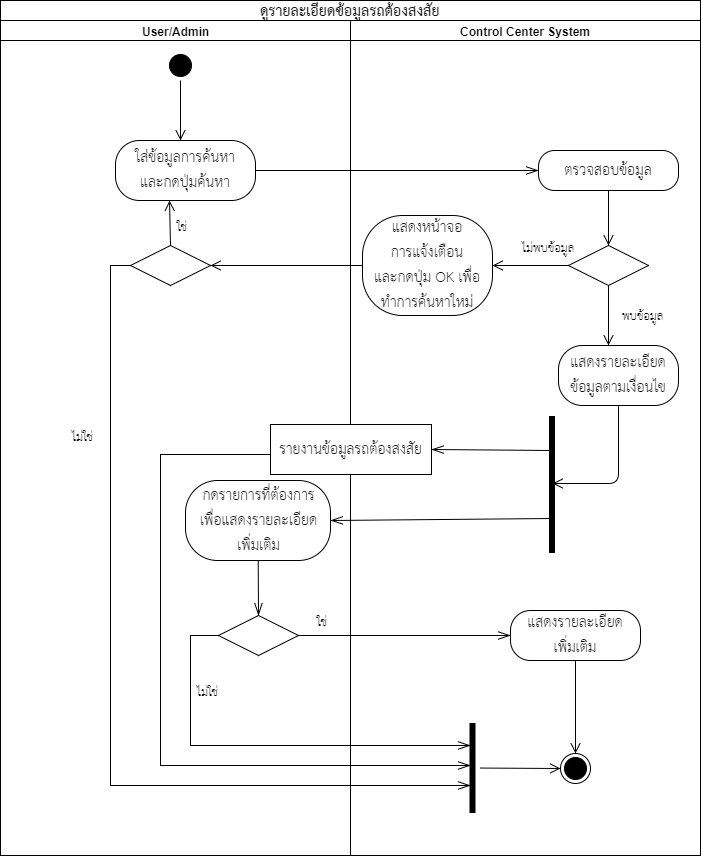 ดูรายละเอียดข้อมูลรถต้องสงสัย
User/Admin
Control Center System
ใส่ข้อมูลการค้นหา
และกดปุ่มค้นหา
ตรวจสอบข้อมูล
ใช่
แสดงหน้าจอ
การแจ้งเตือน
และกดปุ่ม OK เพื่อ
ทำการค้นหาใหม่
ไม่พบข้อมูล
พบข้อมูล
แสดงรายละเอียด
ข้อมูลตามเงื่อนไข
ไม่ใช่
รายงานข้อมูลรถต้องสงสัย
กดรายการที่ต้องการ
เพื่อแสดงรายละเอียด
เพิ่มเติม
ใช่
แสดงรายละเอียด
เพิ่มเติม
ไม่ใช่